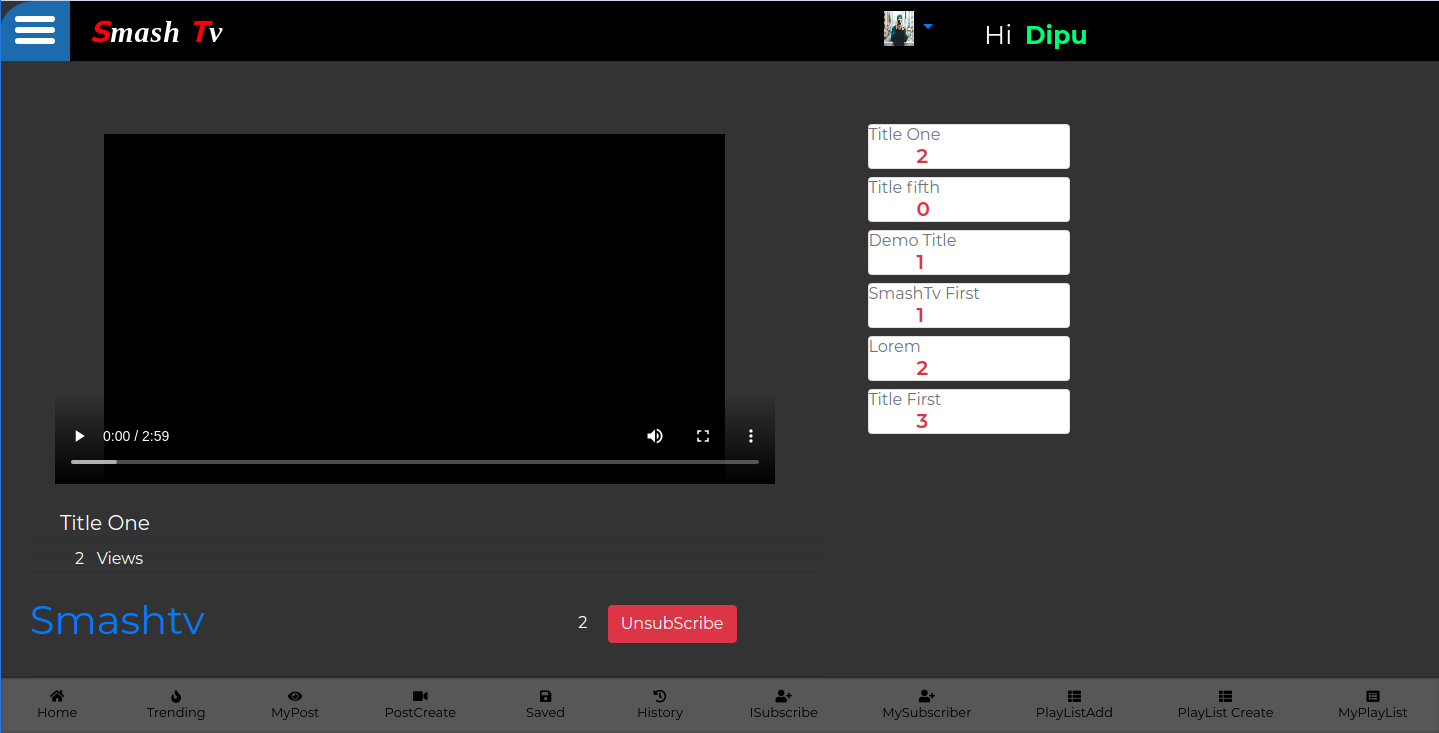 Smash Tv
Hi Dipu
0:00 / 2:59
Title One
2 Views
Smashtv
2 UnsubScribe
Title One
2
Title fifth
0
Demo Title
1
SmashTv First
1
Lorem
2
Title First
3
Home Trending MyPost PostCreate Saved History ISubscribe MySubscriber PlayListAdd PlayList Create MyPlayList